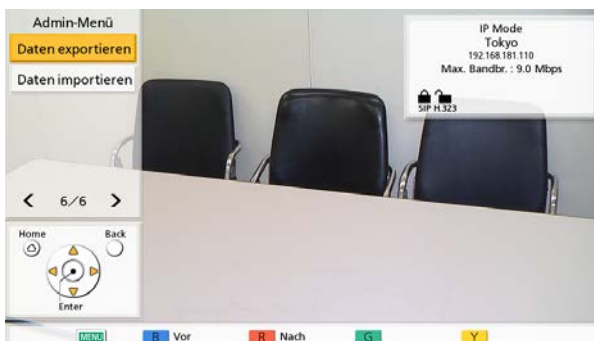 Admin-Menü
Daten exportieren
Daten importieren
6/6
IP Mode
Tokyo
192.168.181.110
Max. Bandbr. : 9.0 Mbps
SIP H.323
Home
Back
Enter
MENU
B Vor
R Nach
G
Y